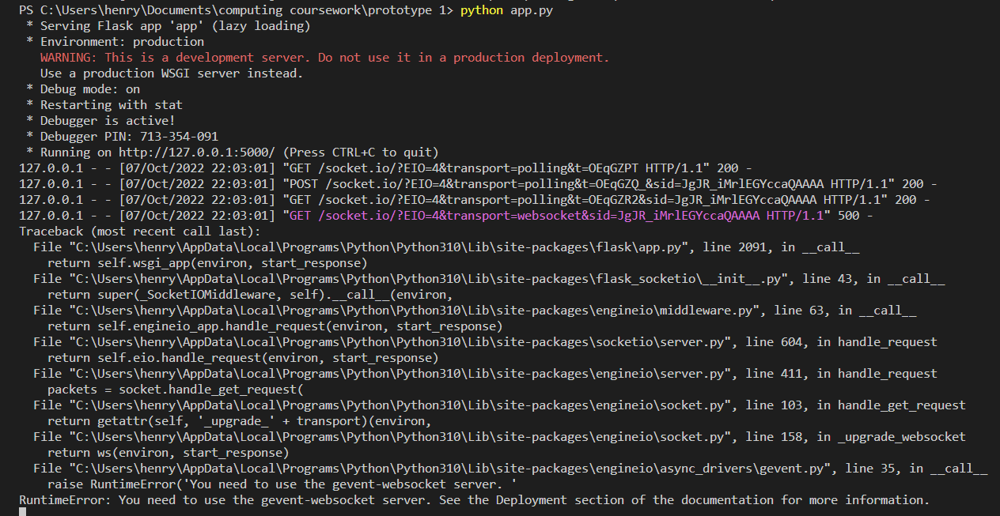 PS C:\Users\henry\Documents\computing coursework\prototype 1> python app.py
* Serving Flask app 'app' (lazy loading)
* Environment: production
WARNING: This is a development server. Do not use it in a production deployment.
Use a production WSGI server instead.
* Debug mode: on
* Restarting with stat
* Debugger is active!
* Debugger PIN: 713-354-091
* Running on http://127.0.0.1:5000/ (Press CTRL+C to quit)
127.0.0.1 - - [07/Oct/2022 22:03:01] "GET /socket.io/?EIO=4&transport=polling&t=OEqGZPT HTTP/1.1" 200 -
127.0.0.1 - - [07/Oct/2022 22:03:01] "POST /socket.io/?EIO=4&transport=polling&t=OEqGZQ_&sid=JgJR_iMrlEGYccaQAAAA HTTP/1.1" 200 -
127.0.0.1 - - [07/Oct/2022 22:03:01] "GET /socket.io/?EIO=4&transport=polling&t=OEqGZR2&sid=JgJR_iMrlEGYccaQAAAA HTTP/1.1" 200 -
127.0.0.1 - - [07/Oct/2022 22:03:01] "GET /socket.io/?EIO=4&transport=websocket&sid=JgJR_iMrlEGYccaQAAAA HTTP/1.1" 500 -
Traceback (most recent call last):
File "C:\Users\henry\AppData\Local\Programs\Python\Python310\Lib\site-packages\flask\app.py", line 2091, in __call__
return self.wsgi_app(environ, start_response)
File "C:\Users\henry\AppData\Local\Programs\Python\Python310\Lib\site-packages\flask_socketio\__init__.py", line 43, in __call__
return super(_SocketIOMiddleware, self).__call__(environ,
File "C:\Users\henry\AppData\Local\Programs\Python\Python310\Lib\site-packages\engineio\middleware.py", line 63, in __call__
return self.engineio_app.handle_request(environ, start_response)
File "C:\Users\henry\AppData\Local\Programs\Python\Python310\Lib\site-packages\socketio\server.py", line 604, in handle_request
return self.eio.handle_request(environ, start_response)
File "C:\Users\henry\AppData\Local\Programs\Python\Python310\Lib\site-packages\engineio\server.py", line 411, in handle_request
packets = socket.handle_get_request(
File "C:\Users\henry\AppData\Local\Programs\Python\Python310\Lib\site-packages\engineio\socket.py", line 103, in handle_get_request
return getattr(self, '_upgrade_' + transport)(environ,
File "C:\Users\henry\AppData\Local\Programs\Python\Python310\Lib\site-packages\engineio\socket.py", line 158, in _upgrade_websocket
return ws(environ, start_response)
File "C:\Users\henry\AppData\Local\Programs\Python\Python310\Lib\site-packages\engineio\async_drivers\gevent.py", line 35, in __call__
raise RuntimeError('You need to use the gevent-websocket server. '
RuntimeError: You need to use the gevent-websocket server. See the Deployment section of the documentation for more information.